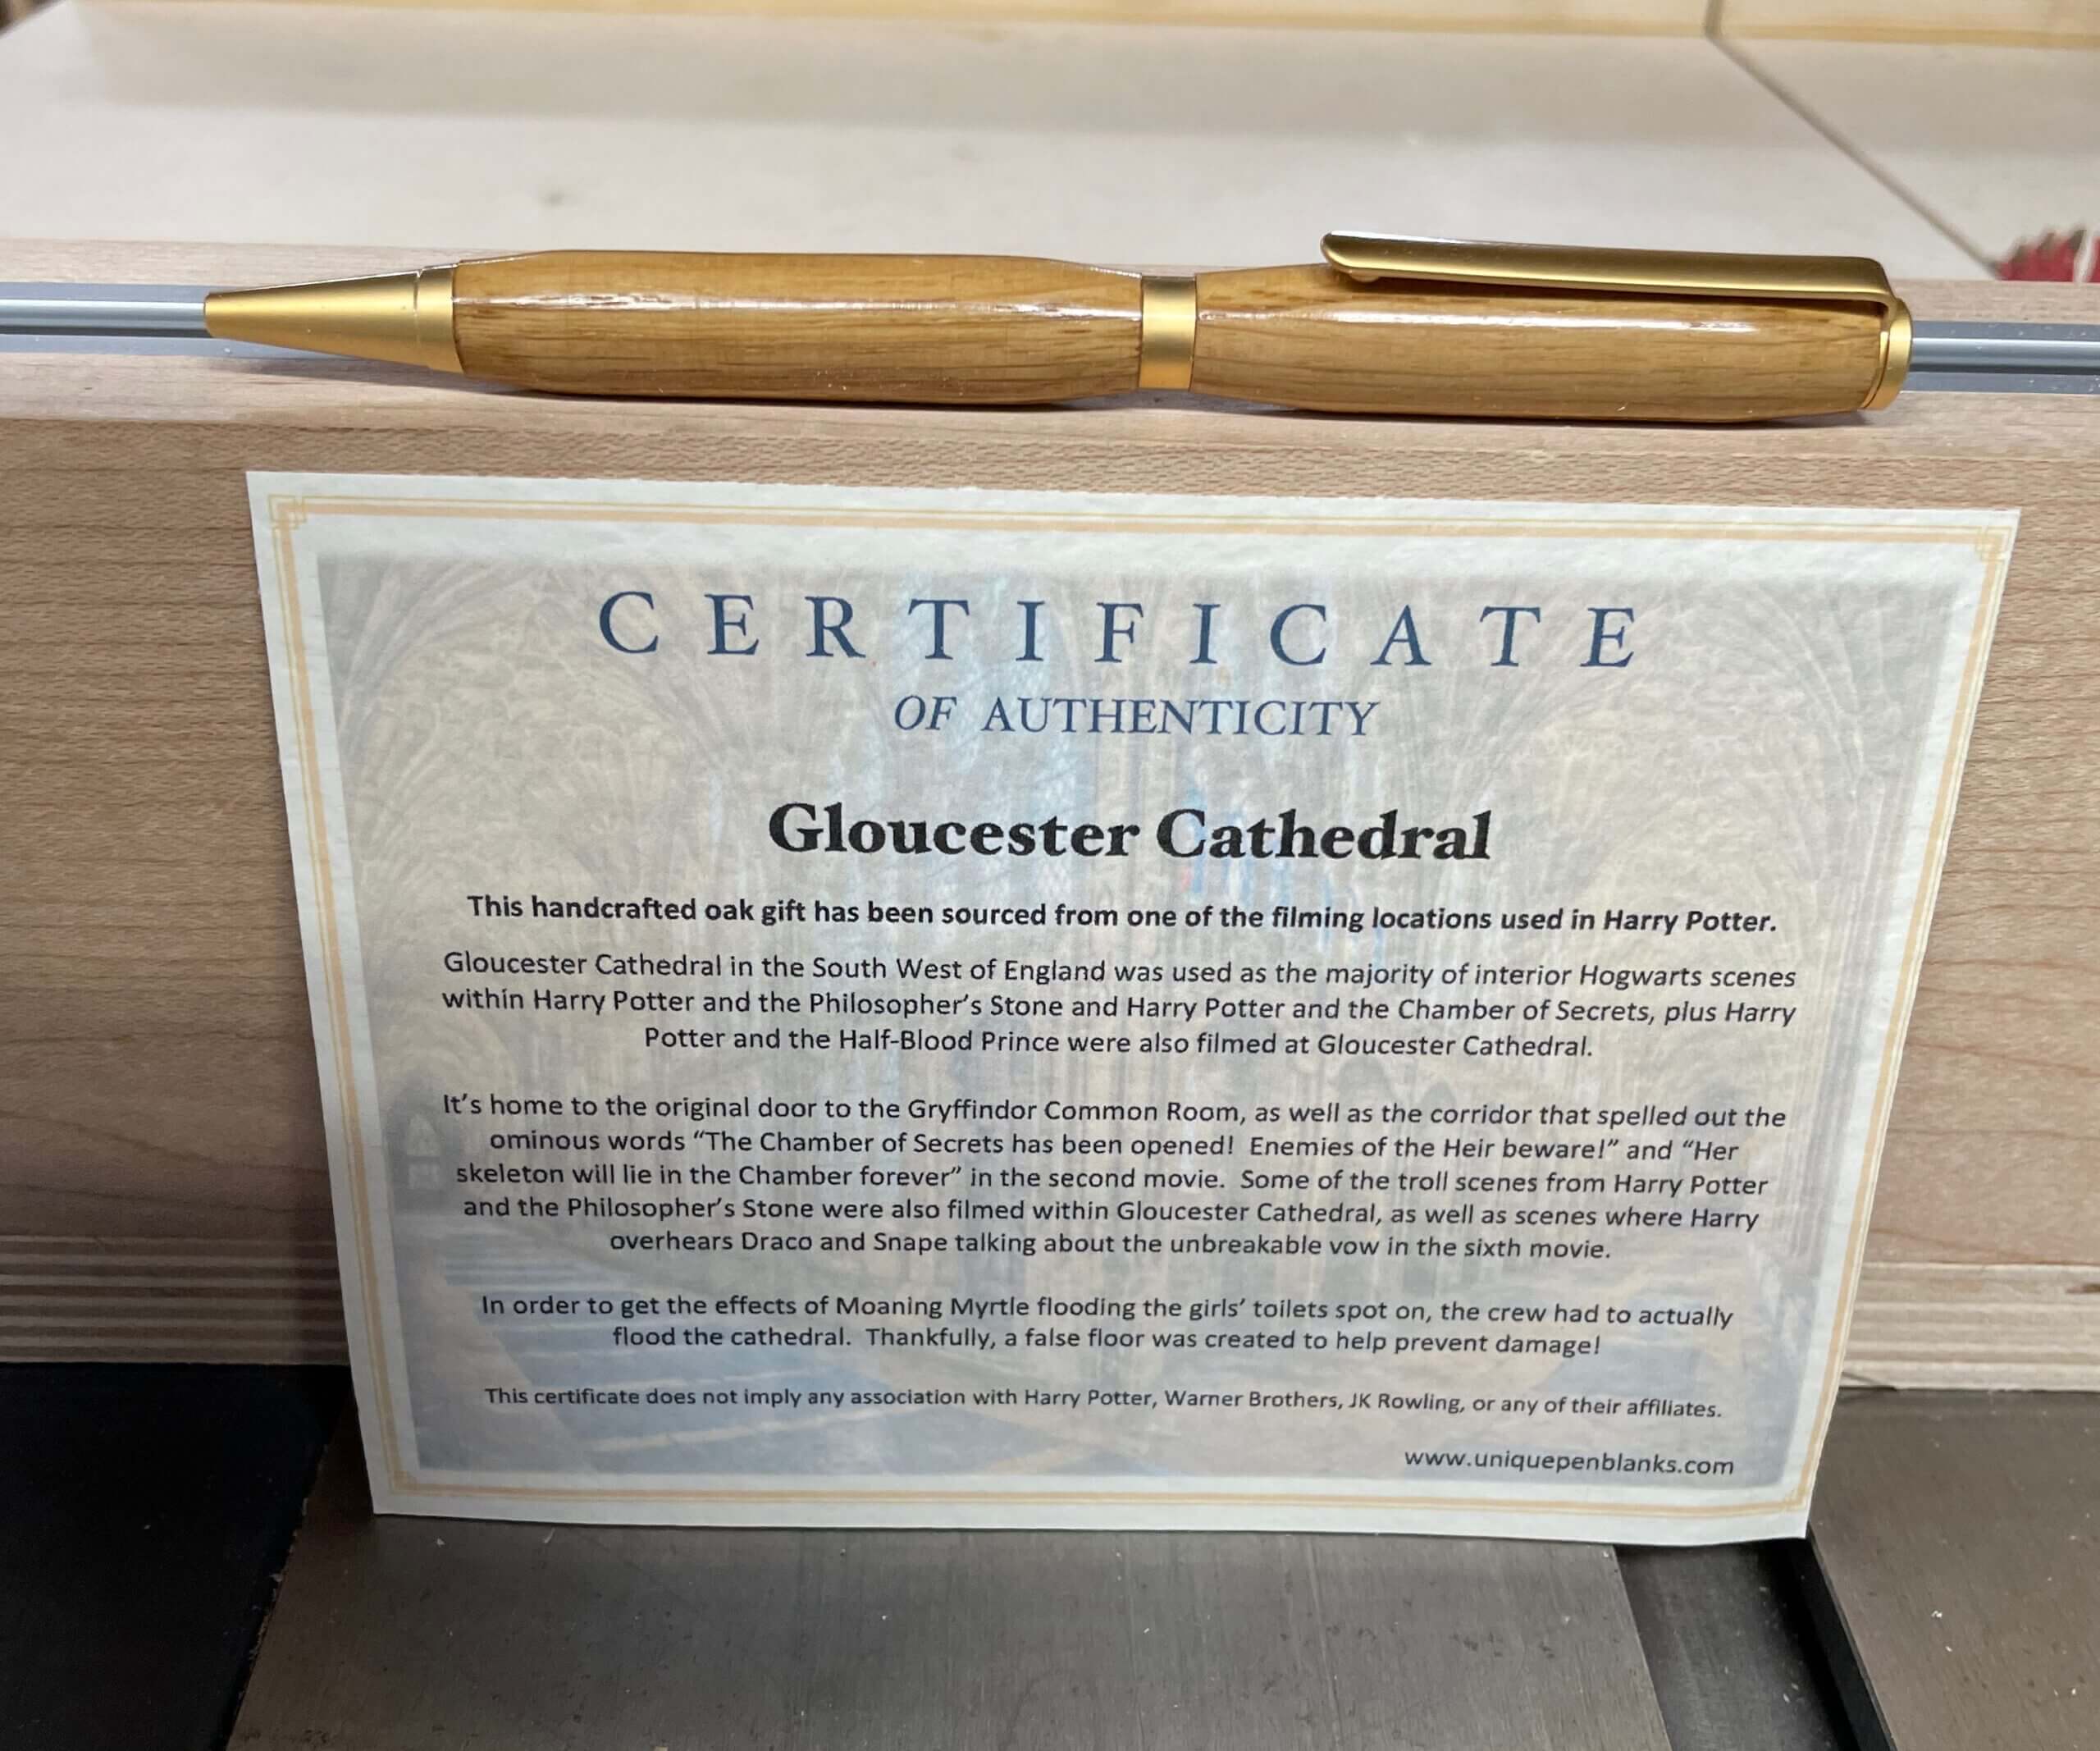 CERTIFICATE
OF AUTHENTICITY
Gloucester Cathedral
This handcrafted oak gift has been sourced from one of the filming locations used in Harry Potter.
Gloucester Cathedral in the South West of England was used as the majority of interior Hogwarts scenes
within Harry Potter and the Philosopher's Stone and Harry Potter and the Chamber of Secrets, plus Harry
Potter and the Half-Blood Prince were also filmed at Gloucester Cathedral.
It's home to the original door to the Gryffindor Common Room, as well as the corridor that spelled out the
ominous words “The Chamber of Secrets has been opened!  Enemies of the Heir beware!” and “Her
skeleton will lie in the Chamber forever” in the second movie.  Some of the troll scenes from Harry Potter
and the Philosopher's Stone were also filmed within Gloucester Cathedral, as well as scenes where Harry
overhears Draco and Snape talking about the unbreakable vow in the sixth movie.
In order to get the effects of Moaning Myrtle flooding the girls' toilets spot on, the crew had to actually
flood the cathedral.  Thankfully, a false floor was created to help prevent damage!
This certificate does not imply any association with Harry Potter, Warner Brothers, JK Rowling, or any of their affiliates.
www.uniquepenblanks.com